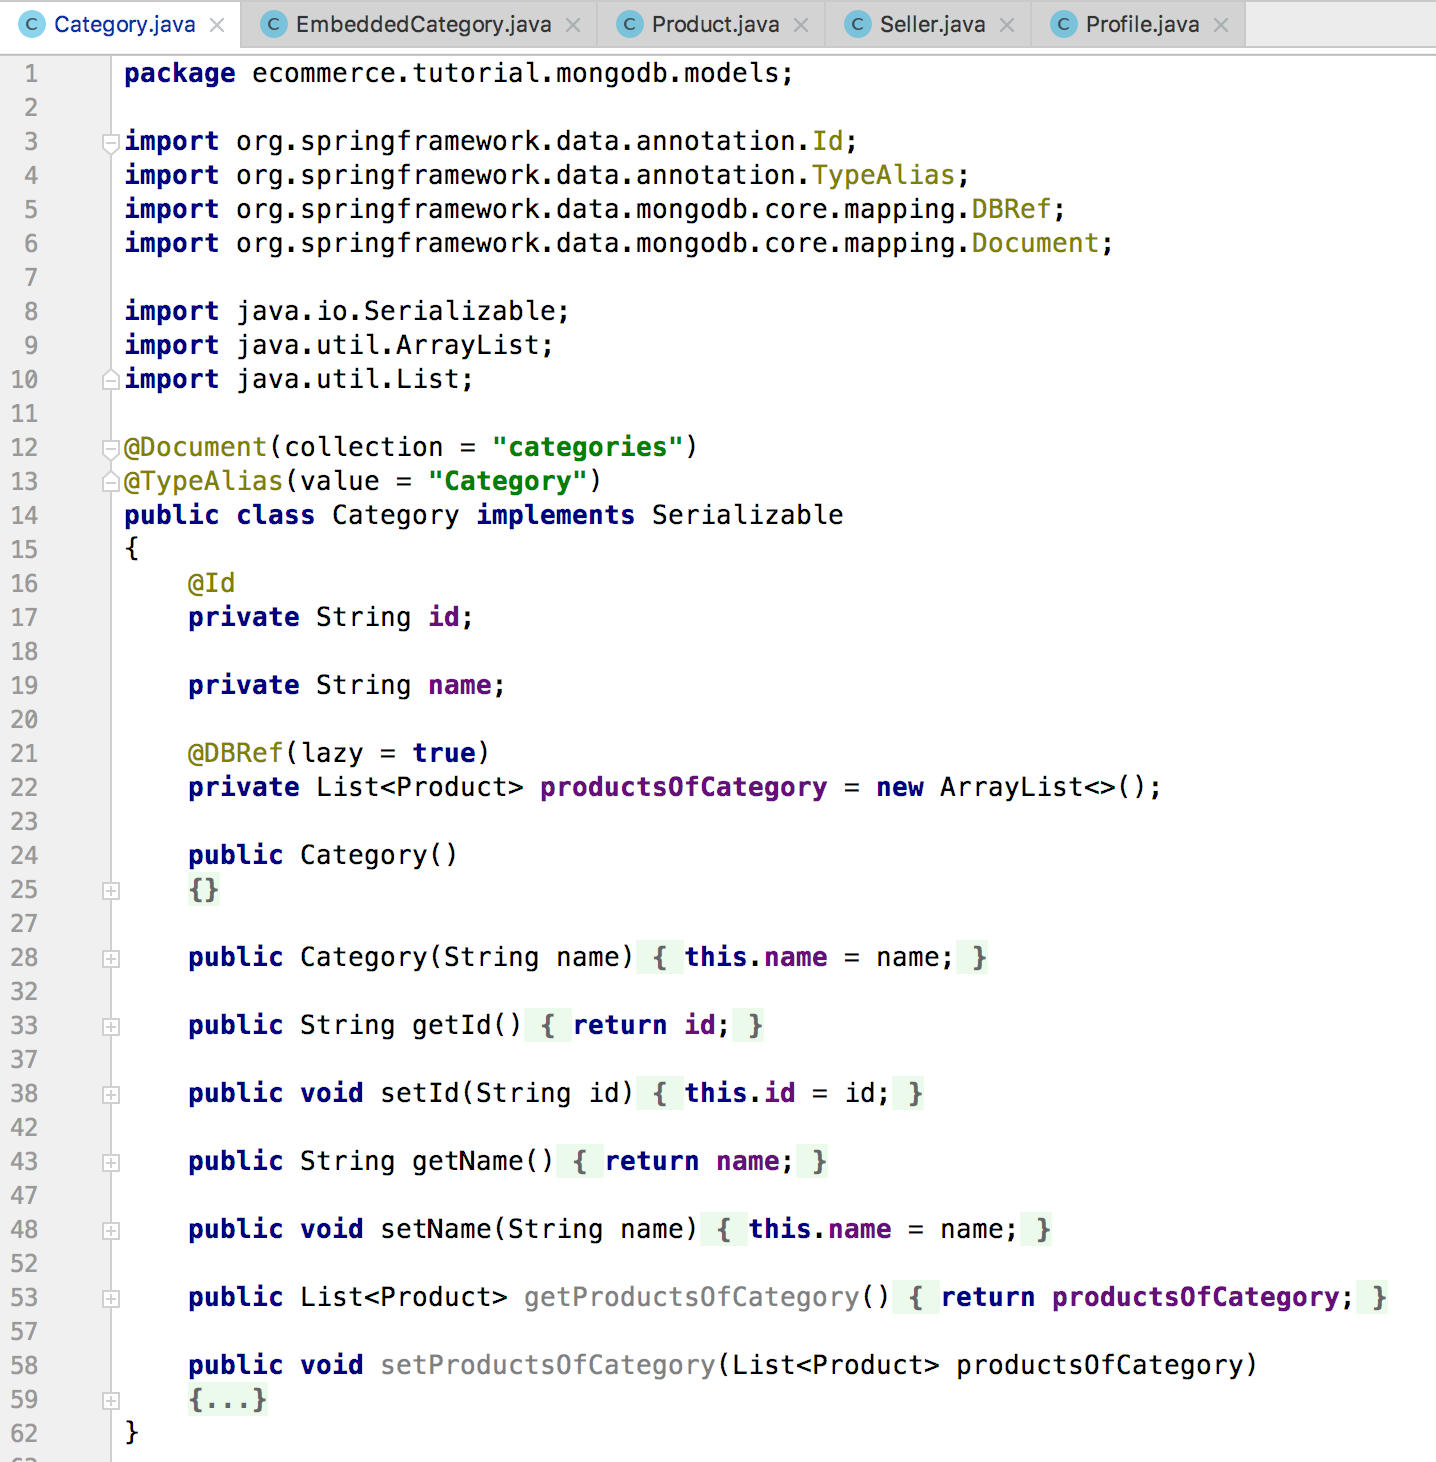 C Category.java × C EmbeddedCategory.java × C Product.java × C Seller.java × C Profile.java ×
1 package ecommerce.tutorial.mongodb.models;
2
3 import org.springframework.data.annotation.Id;
4 import org.springframework.data.annotation.TypeAlias;
5 import org.springframework.data.mongodb.core.mapping.DBRef;
6 import org.springframework.data.mongodb.core.mapping.Document;
7
8 import java.io.Serializable;
9 import java.util.ArrayList;
10 import java.util.List;
11
12 @Document(collection = "categories")
13 @TypeAlias(value = "Category")
14 public class Category implements Serializable
15 {
16 @Id
17 private String id;
18
19 private String name;
20
21 @DBRef(lazy = true)
22 private List<Product> productsOfCategory = new ArrayList<>();
23
24 public Category()
25 {}
27
28 public Category(String name) { this.name = name; }
32
33 public String getId() { return id; }
37
38 public void setId(String id) { this.id = id; }
42
43 public String getName() { return name; }
47
48 public void setName(String name) { this.name = name; }
52
53 public List<Product> getProductsOfCategory() { return productsOfCategory; }
57
58 public void setProductsOfCategory(List<Product> productsOfCategory)
59 {...}
62 }